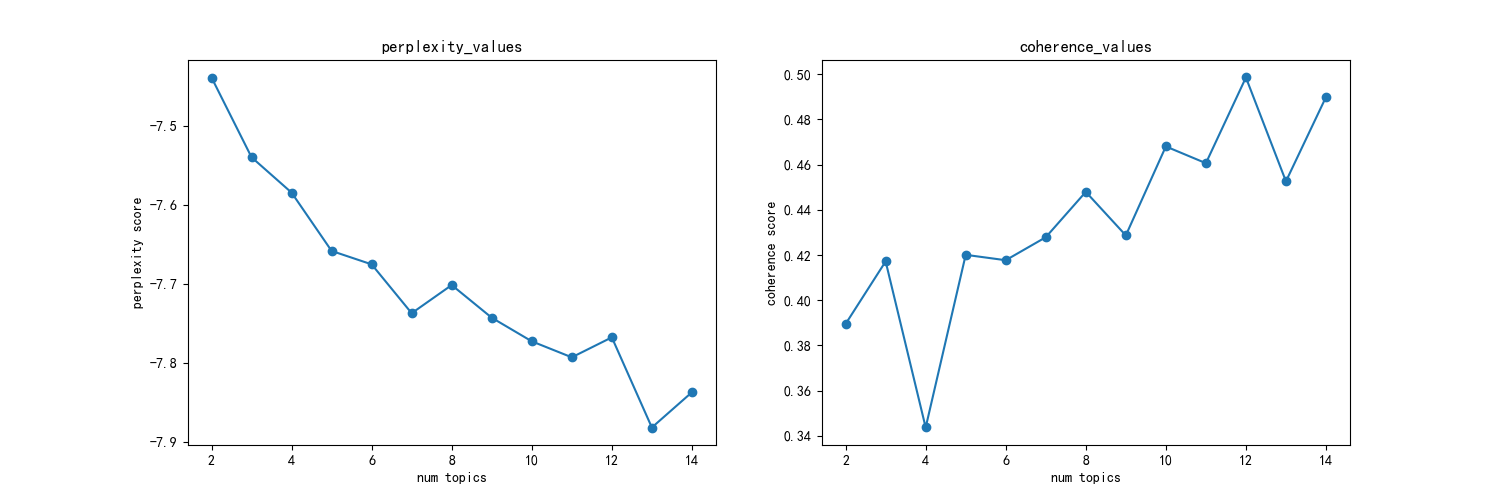 perplexity_values
perplexity score
−7.5
−7.6
−7.7
−7.8
−7.9
2 4 6 8 10 12 14
num topics
coherence_values
coherence score
0.50
0.48
0.46
0.44
0.42
0.40
0.38
0.36
0.34
2 4 6 8 10 12 14
num topics